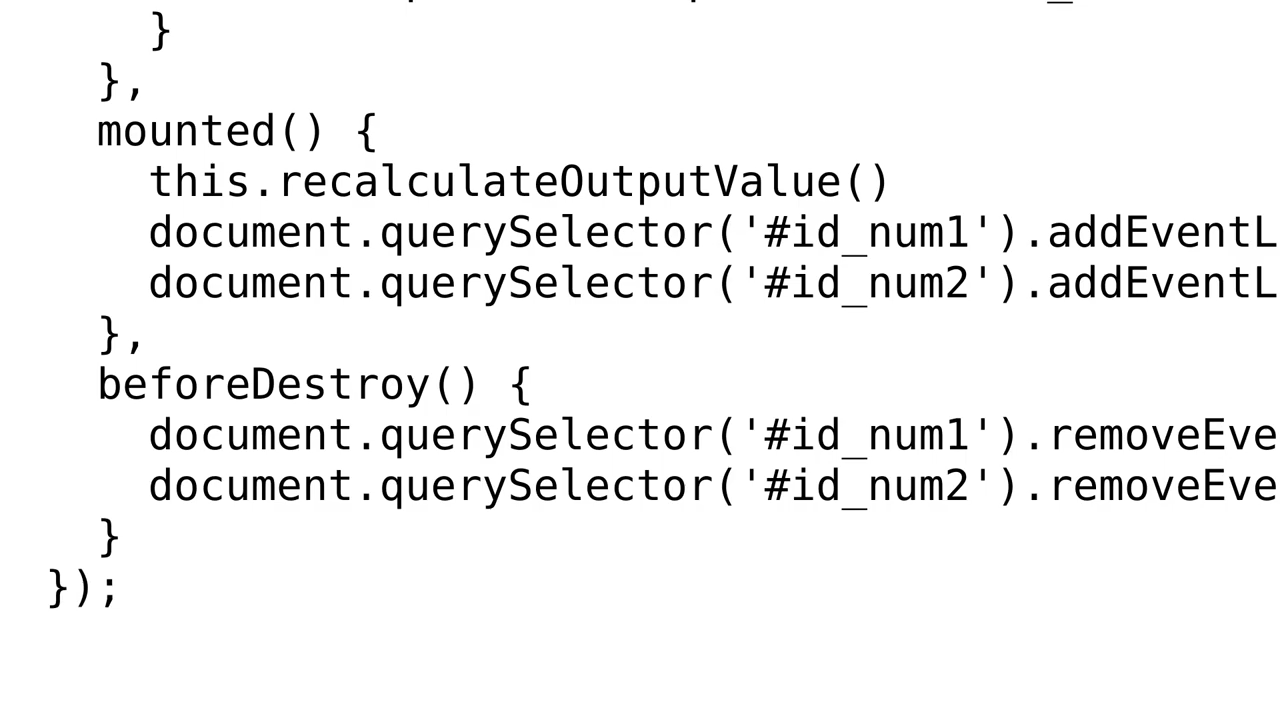 }
},
mounted() {
this.recalculateOutputValue()
document.querySelector('#id_num1').addEventL
document.querySelector('#id_num2').addEventL
},
beforeDestroy() {
document.querySelector('#id_num1').removeEve
document.querySelector('#id_num2').removeEve
}
});